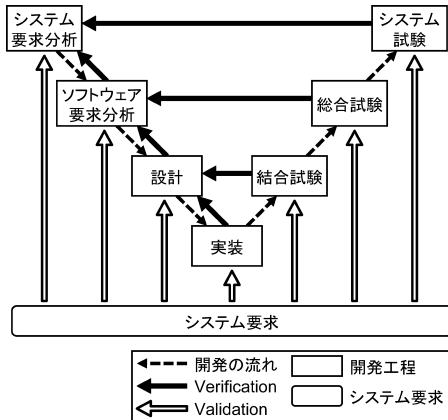 システム
要求分析
システム
試験
ソフトウェア
要求分析
総合試験
設計
結合試験
実装
システム要求
開発の流れ
開発工程
Verification
システム要求
Validation